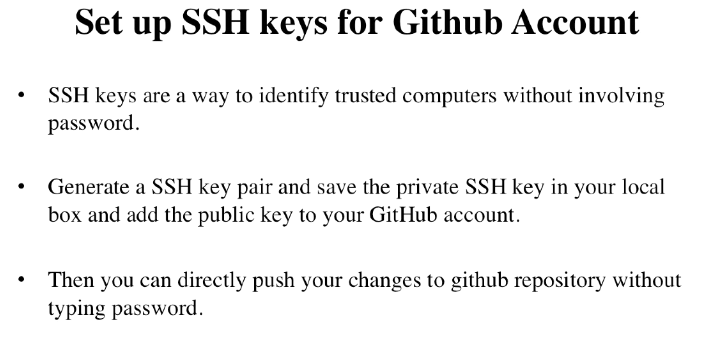 Set up SSH keys for Github Account
• SSH keys are a way to identify trusted computers without involving
password.
• Generate a SSH key pair and save the private SSH key in your local
box and add the public key to your GitHub account.
• Then you can directly push your changes to github repository without
typing password.